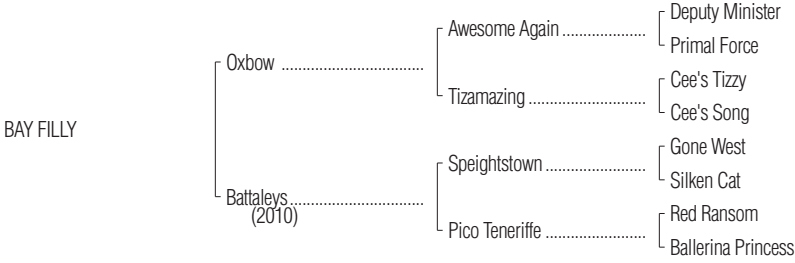 Deputy Minister
Awesome Again ....................
Primal Force
Oxbow ..................................
Cee's Tizzy
Tizamazing ............................
Cee's Song
BAY FILLY
Gone West
Speightstown ........................
Silken Cat
Battaleys ................................
(2010)
Red Ransom
Pico Teneriffe ........................
Ballerina Princess